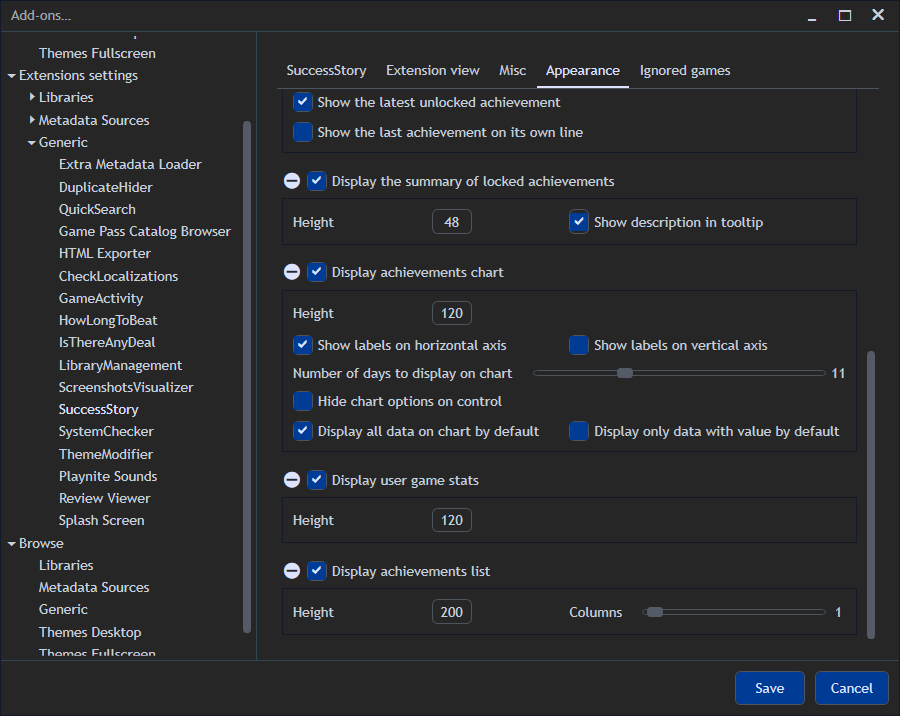 Add-ons...
Themes Fullscreen
Extensions settings
Libraries
Metadata Sources
Generic
Extra Metadata Loader
DuplicateHider
QuickSearch
Game Pass Catalog Browser
HTML Exporter
CheckLocalizations
GameActivity
HowLongToBeat
IsThereAnyDeal
LibraryManagement
ScreenshotsVisualizer
SuccessStory
SystemChecker
ThemeModifier
Playnite Sounds
Review Viewer
Splash Screen
Browse
Libraries
Metadata Sources
Generic
Themes Desktop
Themes Fullscreen
SuccessStory Extension view Misc Appearance Ignored games
Show the latest unlocked achievement
Show the last achievement on its own line
Display the summary of locked achievements
Height 48 Show description in tooltip
Display achievements chart
Height 120
Show labels on horizontal axis Show labels on vertical axis
Number of days to display on chart 11
Hide chart options on control
Display all data on chart by default Display only data with value by default
Display user game stats
Height 120
Display achievements list
Height 200 Columns 1
Save Cancel